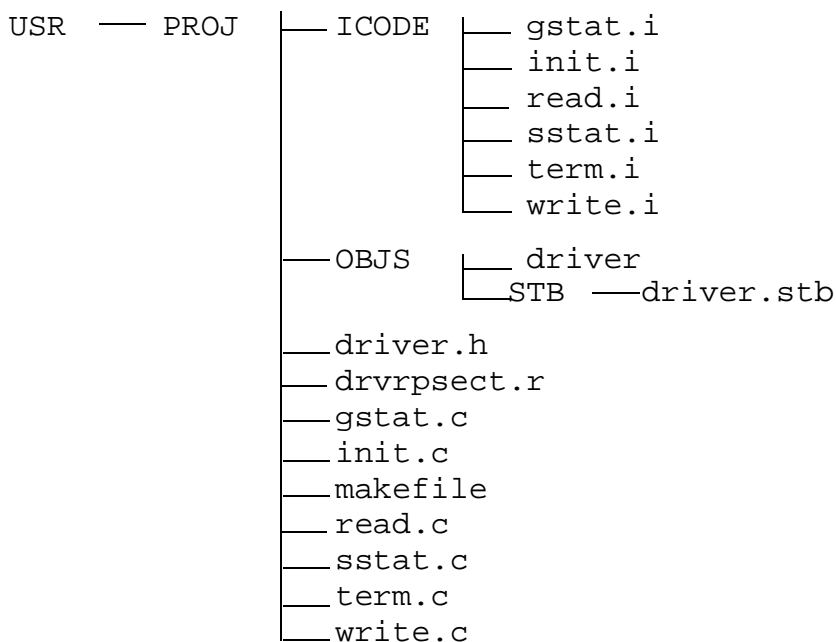 USR PROJ ICODE gstat.i
init.i
read.i
sstat.i
term.i
write.i
OBJS driver
STB driver.stb
driver.h
drvrpsect.r
gstat.c
init.c
makefile
read.c
sstat.c
term.c
write.c